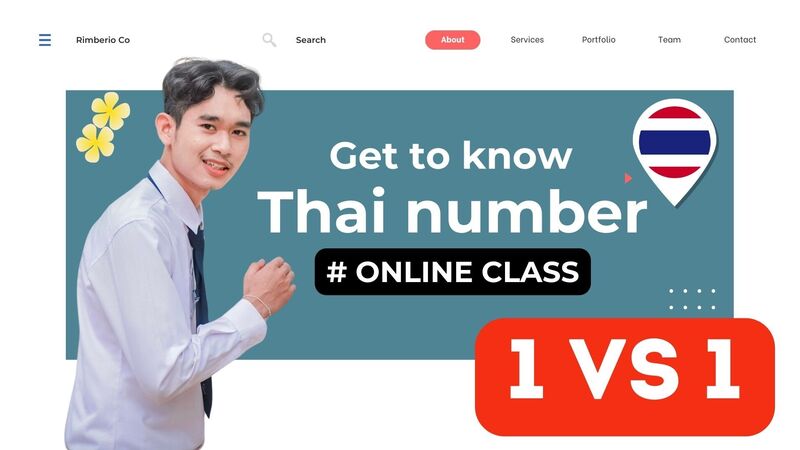 Rimberio Co
Search
About
Services
Portfolio
Team
Contact
Get to know
Thai number
# ONLINE CLASS
1 VS 1